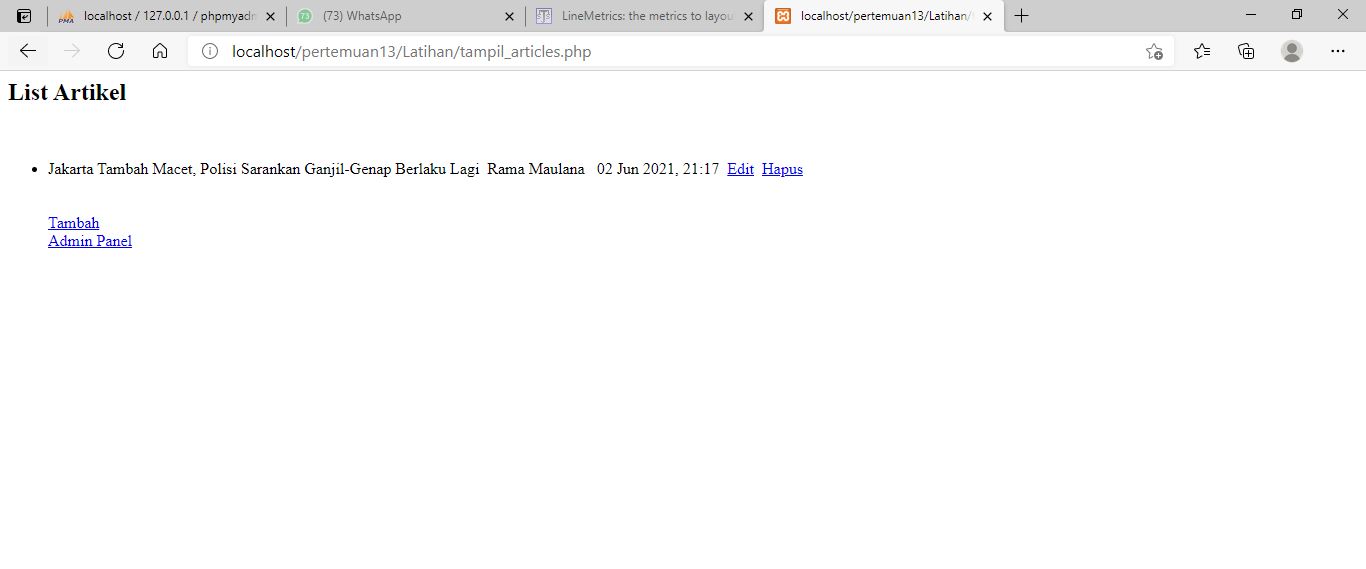 localhost / 127.0.0.1 / phpmyadm
(73) WhatsApp
LineMetrics: the metrics to layou
localhost/pertemuan13/Latihan/
localhost/pertemuan13/Latihan/tampil_articles.php
List Artikel
Jakarta Tambah Macet, Polisi Sarankan Ganjil-Genap Berlaku Lagi Rama Maulana 02 Jun 2021, 21:17 Edit Hapus
Tambah
Admin Panel